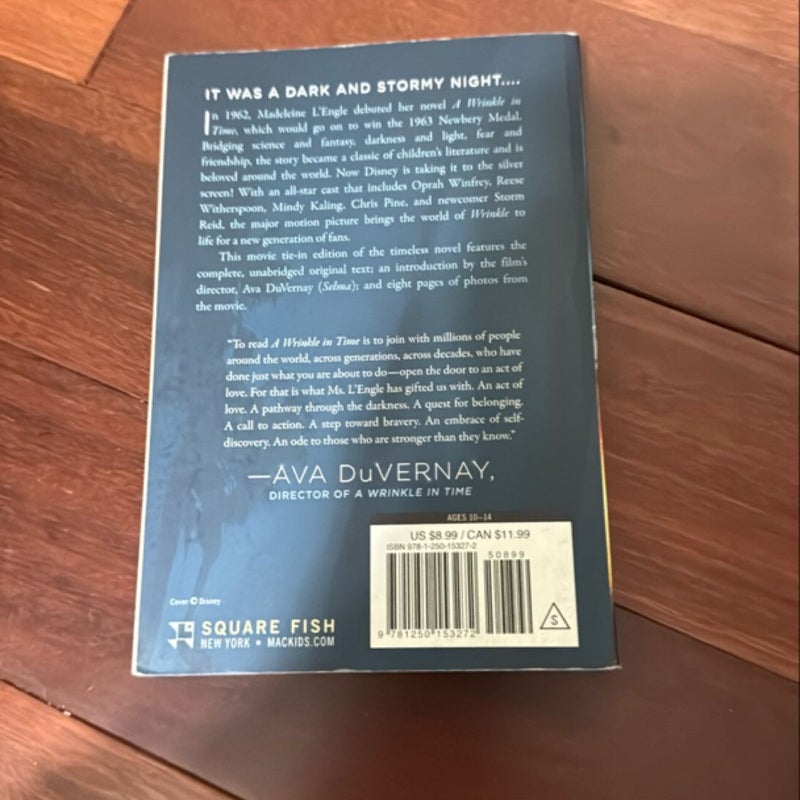 IT WAS A DARK AND STORMY NIGHT....
In 1962, Madeleine L'Engle debuted her novel A Wrinkle in
Time, which would go on to win the 1963 Newbery Medal.
Bridging science and fantasy, darkness and light, fear and
friendship, the story became a classic of children's literature and is
beloved around the world. Now Disney is taking it to the silver
screen! With an all-star cast that includes Oprah Winfrey, Reese
Witherspoon, Mindy Kaling, Chris Pine, and newcomer Storm
Reid, the major motion picture brings the world of Wrinkle to
life for a new generation of fans.
This movie tie-in edition of the timeless novel features the
complete, unabridged original text; an introduction by the film's
director, Ava DuVernay (Selma); and eight pages of photos from
the movie.
"To read A Wrinkle in Time is to join with millions of people
around the world, across generations, across decades, who have
done just what you are about to do—open the door to an act of
love. For that is what Ms. L'Engle has gifted us with. An act of
love. A pathway through the darkness. A quest for belonging.
A call to action. A step toward bravery. An embrace of self-
discovery. An ode to those who are stronger than they know."
—AVA DuVERNAY,
DIRECTOR OF A WRINKLE IN TIME
AGES 10–14
US $8.99 / CAN $11.99
ISBN 978-1-250-15327-2
50899
9 781250 153272
S
Cover © Disney
SQUARE FISH
NEW YORK • MACKIDS.COM